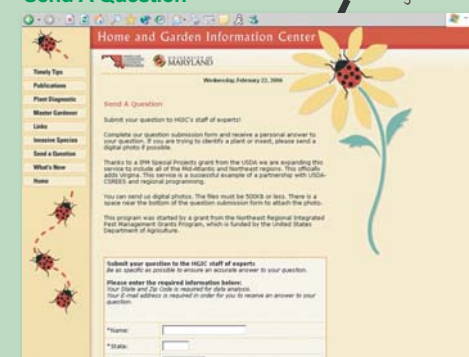 Send A Question
Home and Garden Information Center
MARYLAND
Wednesday, February 22, 2006
Timely Tips
Publications
Plant Diagnostic
Master Gardener
Links
Invasive Species
Send a Question
What's New
Home
Send A Question
Submit your question to HGIC's staff of experts!
Complete our question submission form and receive a personal answer to
your question. If you are trying to identify a plant or insect, please send a
digital photo if possible.
Thanks to a IPM Special Projects grant from the USDA we are expanding this
service to include all of the Mid-Atlantic and Northeast regions. This officially
adds Virginia. This service is a successful example of a partnership with USDA-
CSREES and regional programming.
You can send us digital photos. The files must be 500KB or less. There is a
space near the bottom of the question submission form to attach the photo.
This program was started by a grant from the Northeast Regional Integrated
Pest Management Grants Program, which is funded by the United States
Department of Agriculture.
Submit your question to the HGIC staff of experts
Be as specific as possible to ensure an accurate answer to your question.
Please enter the required information below:
Your State and Zip Code is required for data analysis.
Your E-mail address is required in order for you to receive an answer to your
question.
*Name:
*State: